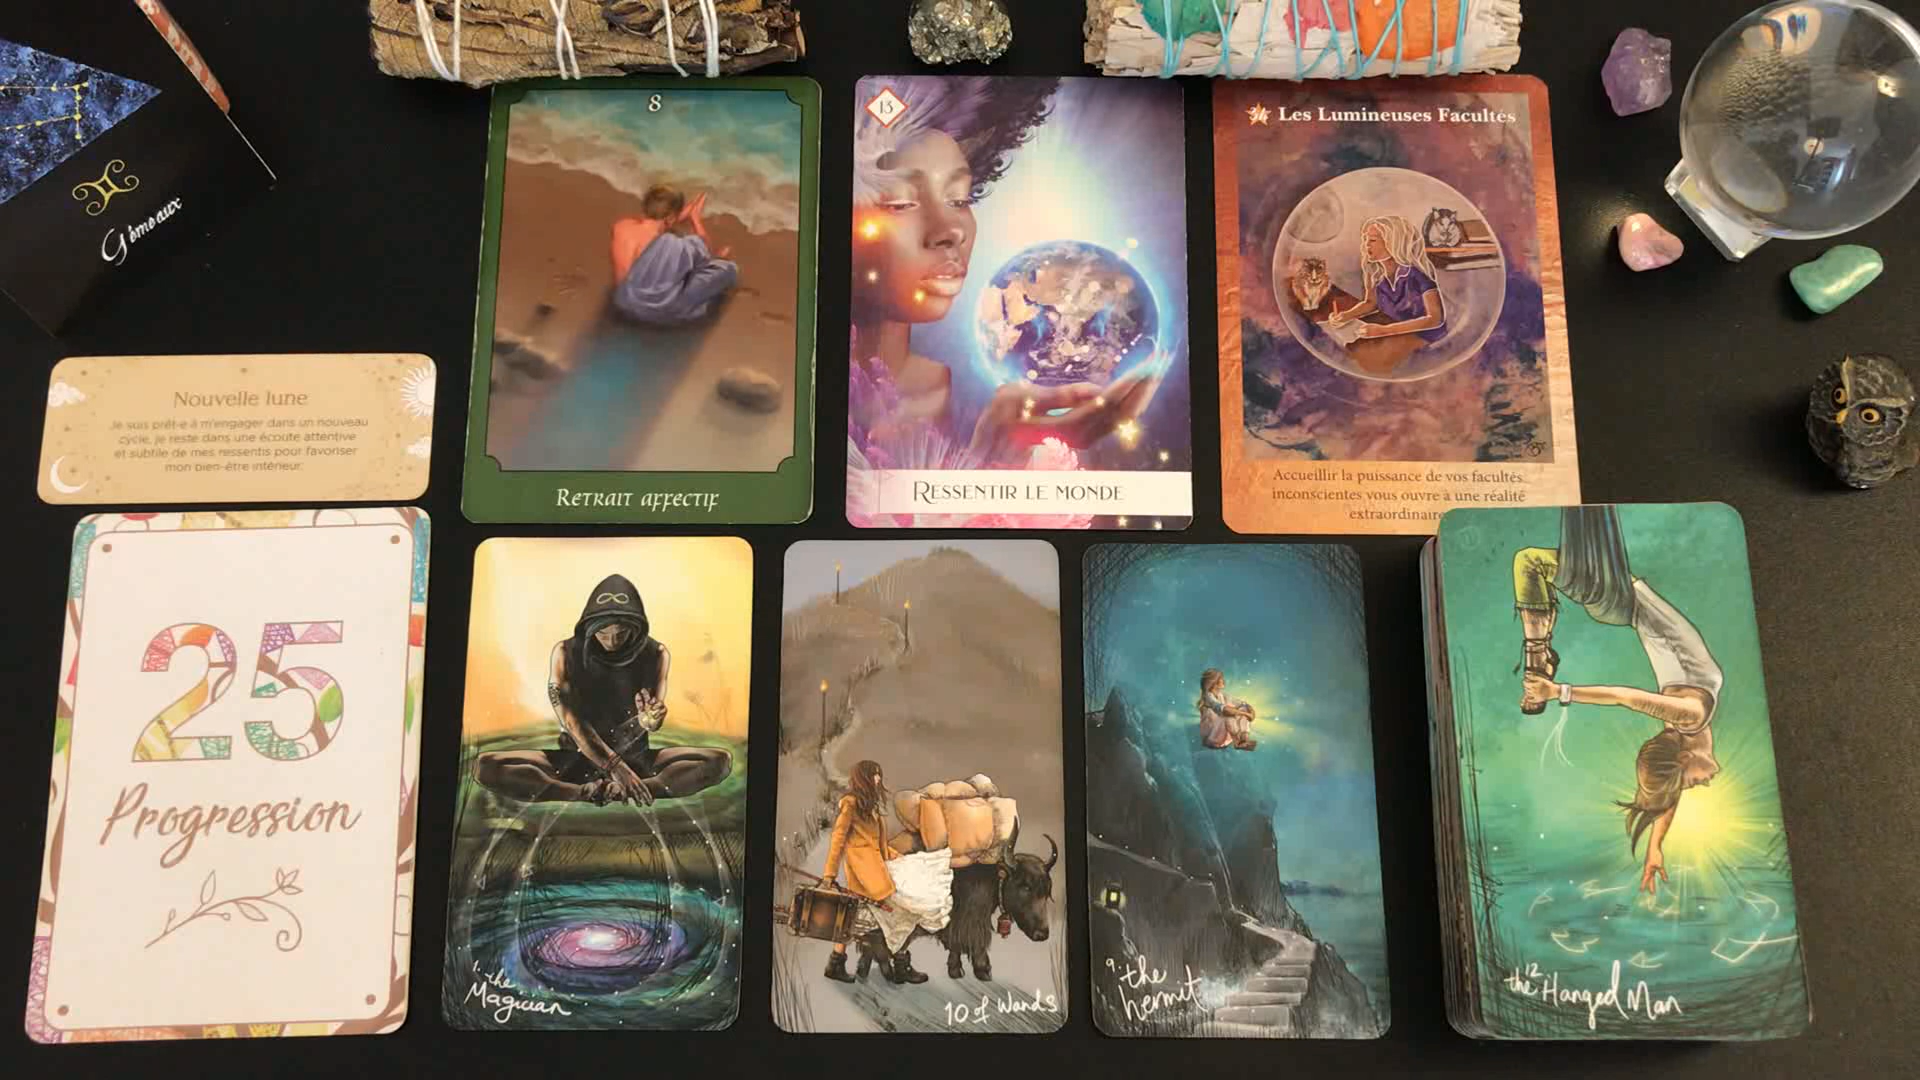 Gémeaux
8
Retrait affectif
13
Ressentir le monde
34 Les Lumineuses Facultés
Accueillir la puissance de vos facultés
inconscientes vous ouvre à une réalité
extraordinaire
Nouvelle lune
Je suis prêt·e à m'engager dans un nouveau
cycle, je reste dans une écoute attentive
et subtile de mes ressentis pour favoriser
mon bien-être intérieur.
25
Progression
1. the
Magician
10 of Wands
9. the
hermit
12
the Hanged Man